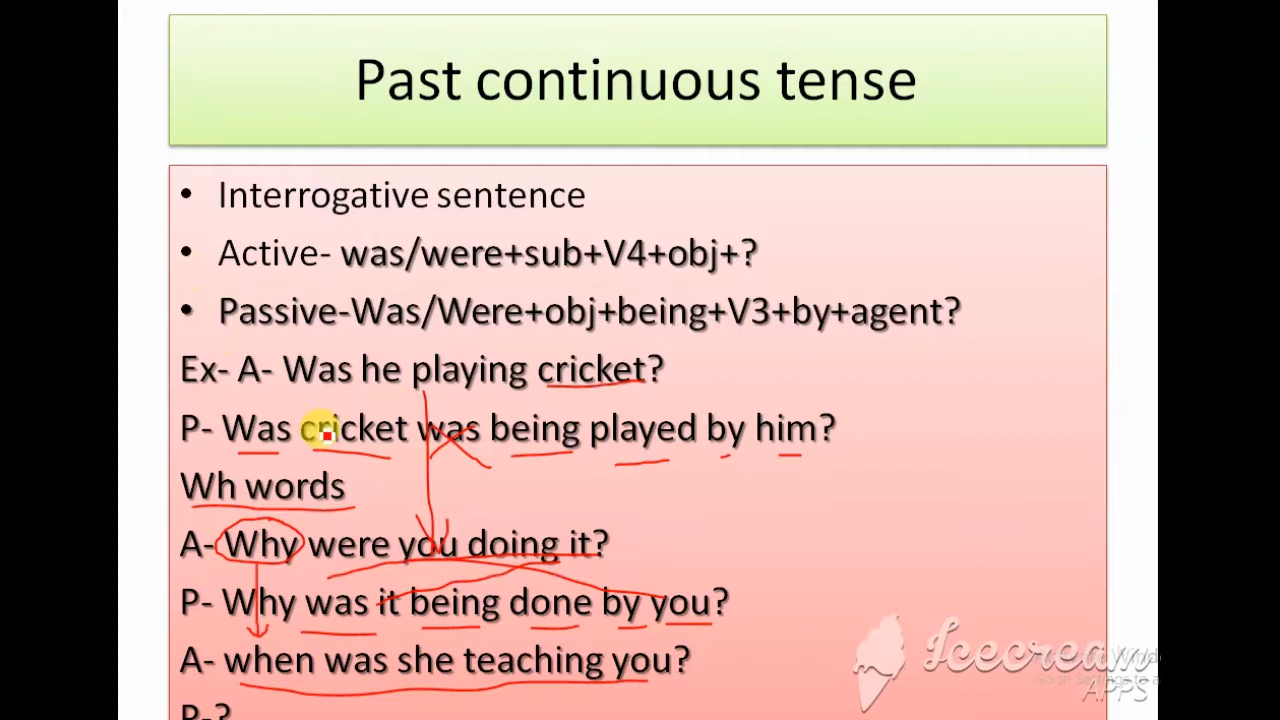 Past continuous tense
• Interrogative sentence
• Active- was/were+sub+V4+obj+?
• Passive-Was/Were+obj+being+V3+by+agent?
Ex- A- Was he playing cricket?
P- Was cricket was being played by him?
Wh words
A- Why were you doing it?
P- Why was it being done by you?
A- when was she teaching you?
P-?
Icecream
APPS